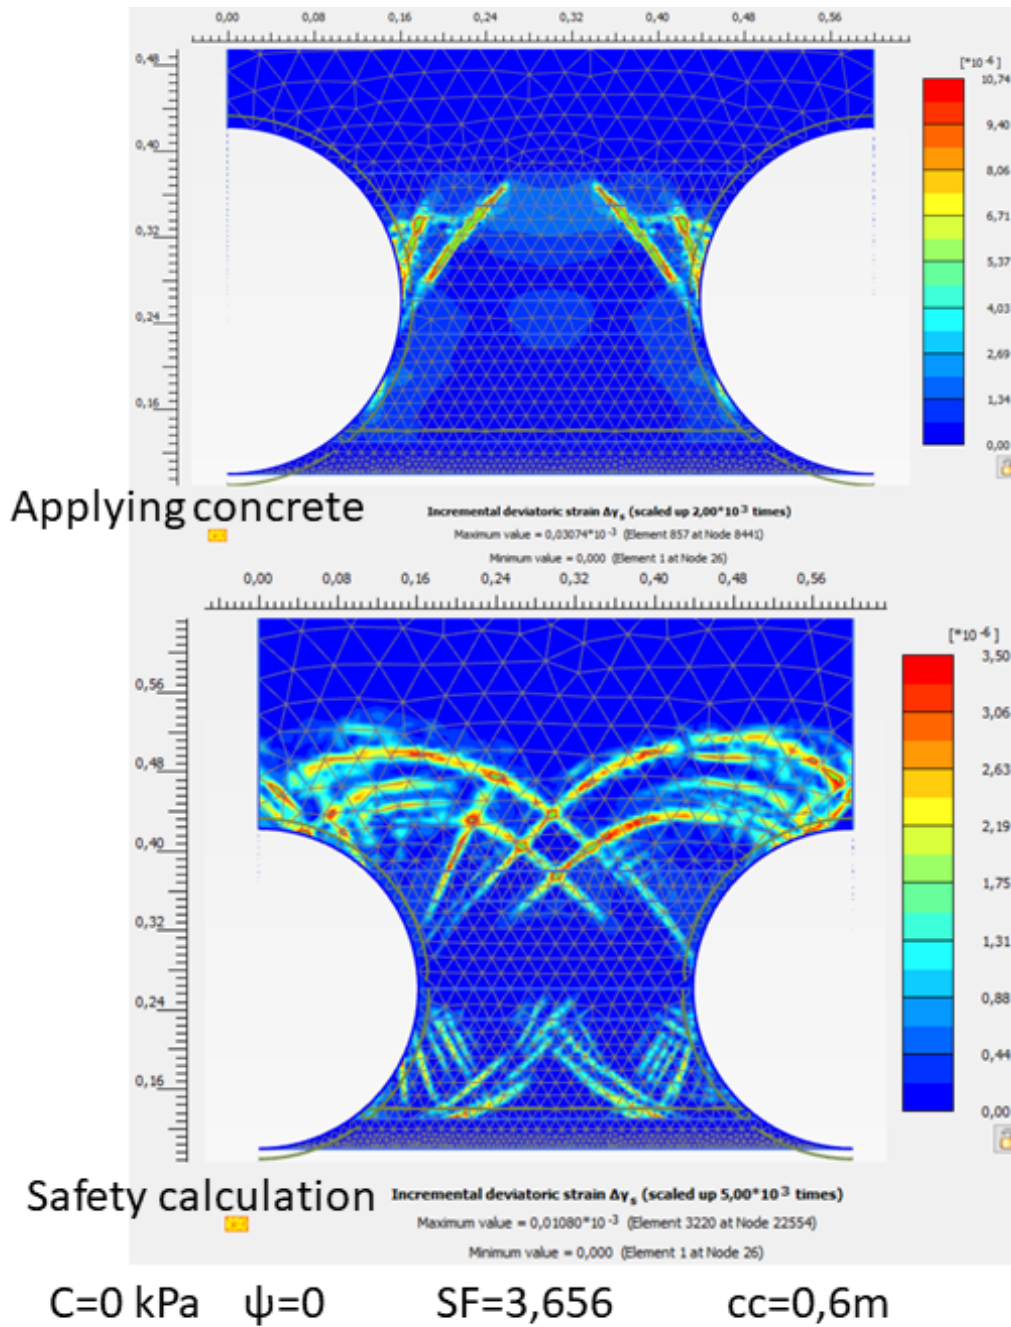 0,00 0,08 0,16 0,24 0,32 0,40 0,48 0,56
[*10 -6]
0,48
10,74
9,40
0,40
8,06
6,71
0,32
5,37
4,03
0,24
2,69
1,34
0,16
0,00
Applying concrete
Incremental deviatoric strain Δγs (scaled up 2,00*10 3 times)
Maximum value = 0,03074*10 -3 (Element 857 at Node 8441)
Minimum value = 0,000 (Element 1 at Node 26)
0,00 0,08 0,16 0,24 0,32 0,40 0,48 0,56
[*10 -6]
3,50
0,56
3,06
2,63
0,48
2,19
0,40
1,75
0,32
1,31
0,88
0,24
0,44
0,16
0,00
Safety calculation
Incremental deviatoric strain Δγs (scaled up 5,00*10 3 times)
Maximum value = 0,01080*10 -3 (Element 3220 at Node 22554)
Minimum value = 0,000 (Element 1 at Node 26)
C=0 kPa ψ=0 SF=3,656 cc=0,6m